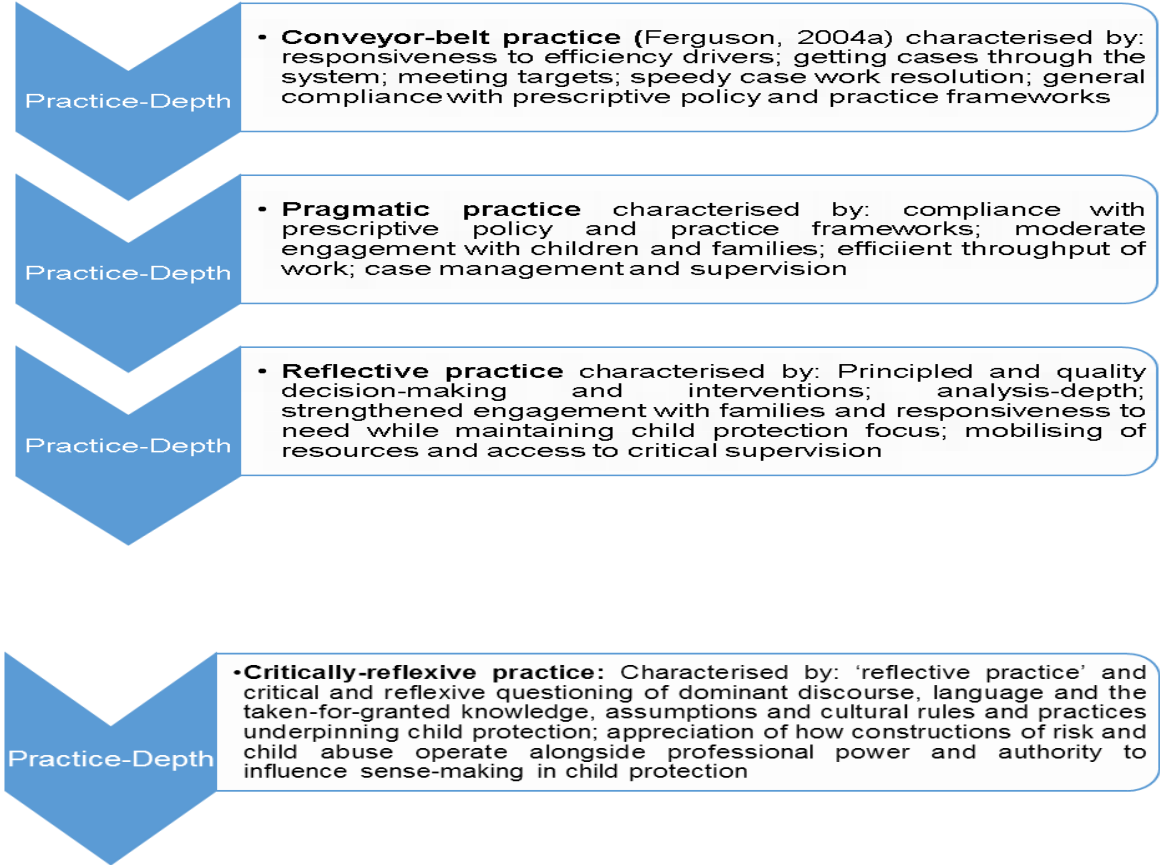 Practice-Depth
• Conveyor-belt practice (Ferguson, 2004a) characterised by:
responsiveness to efficiency drivers; getting cases through the
system; meeting targets; speedy case work resolution; general
compliance with prescriptive policy and practice frameworks
Practice-Depth
• Pragmatic practice characterised by: compliance with
prescriptive policy and practice frameworks; moderate
engagement with children and families; efficiient throughput of
work; case management and supervision
Practice-Depth
• Reflective practice characterised by: Principled and quality
decision-making and interventions; analysis-depth;
strengthened engagement with families and responsiveness to
need while maintaining child protection focus; mobilising of
resources and access to critical supervision
Practice-Depth
•Critically-reflexive practice: Characterised by: ‘reflective practice’ and
critical and reflexive questioning of dominant discourse, language and the
taken-for-granted knowledge, assumptions and cultural rules and practices
underpinning child protection; appreciation of how constructions of risk and
child abuse operate alongside professional power and authority to
influence sense-making in child protection